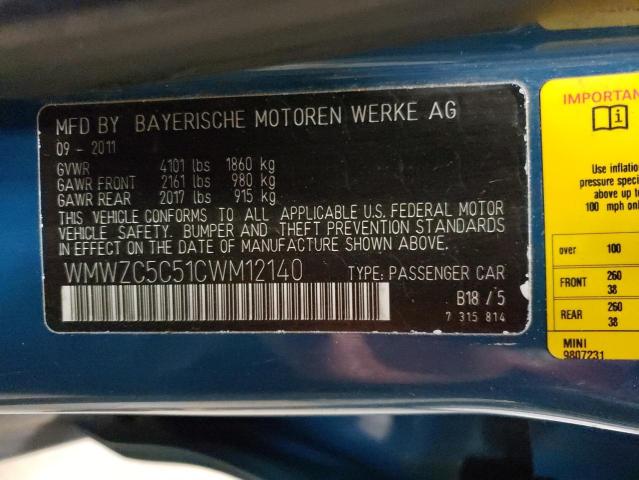 MFD BY BAYERISCHE MOTOREN WERKE AG
09 - 2011
GVWR 4101 lbs 1860 kg
GAWR FRONT 2161 lbs 980 kg
GAWR REAR 2017 lbs 915 kg
THIS VEHICLE CONFORMS TO ALL APPLICABLE U.S. FEDERAL MOTOR
VEHICLE SAFETY, BUMPER AND THEFT PREVENTION STANDARDS
IN EFFECT ON THE DATE OF MANUFACTURE SHOWN ABOVE.
WMWZC5C51CWM12140 TYPE: PASSENGER CAR
B18 / 5
7 315 814
IMPORTAN
Use inflation
pressure speci
above up to
100 mph only
over 100
FRONT 260
38
REAR 260
38
MINI
9807231